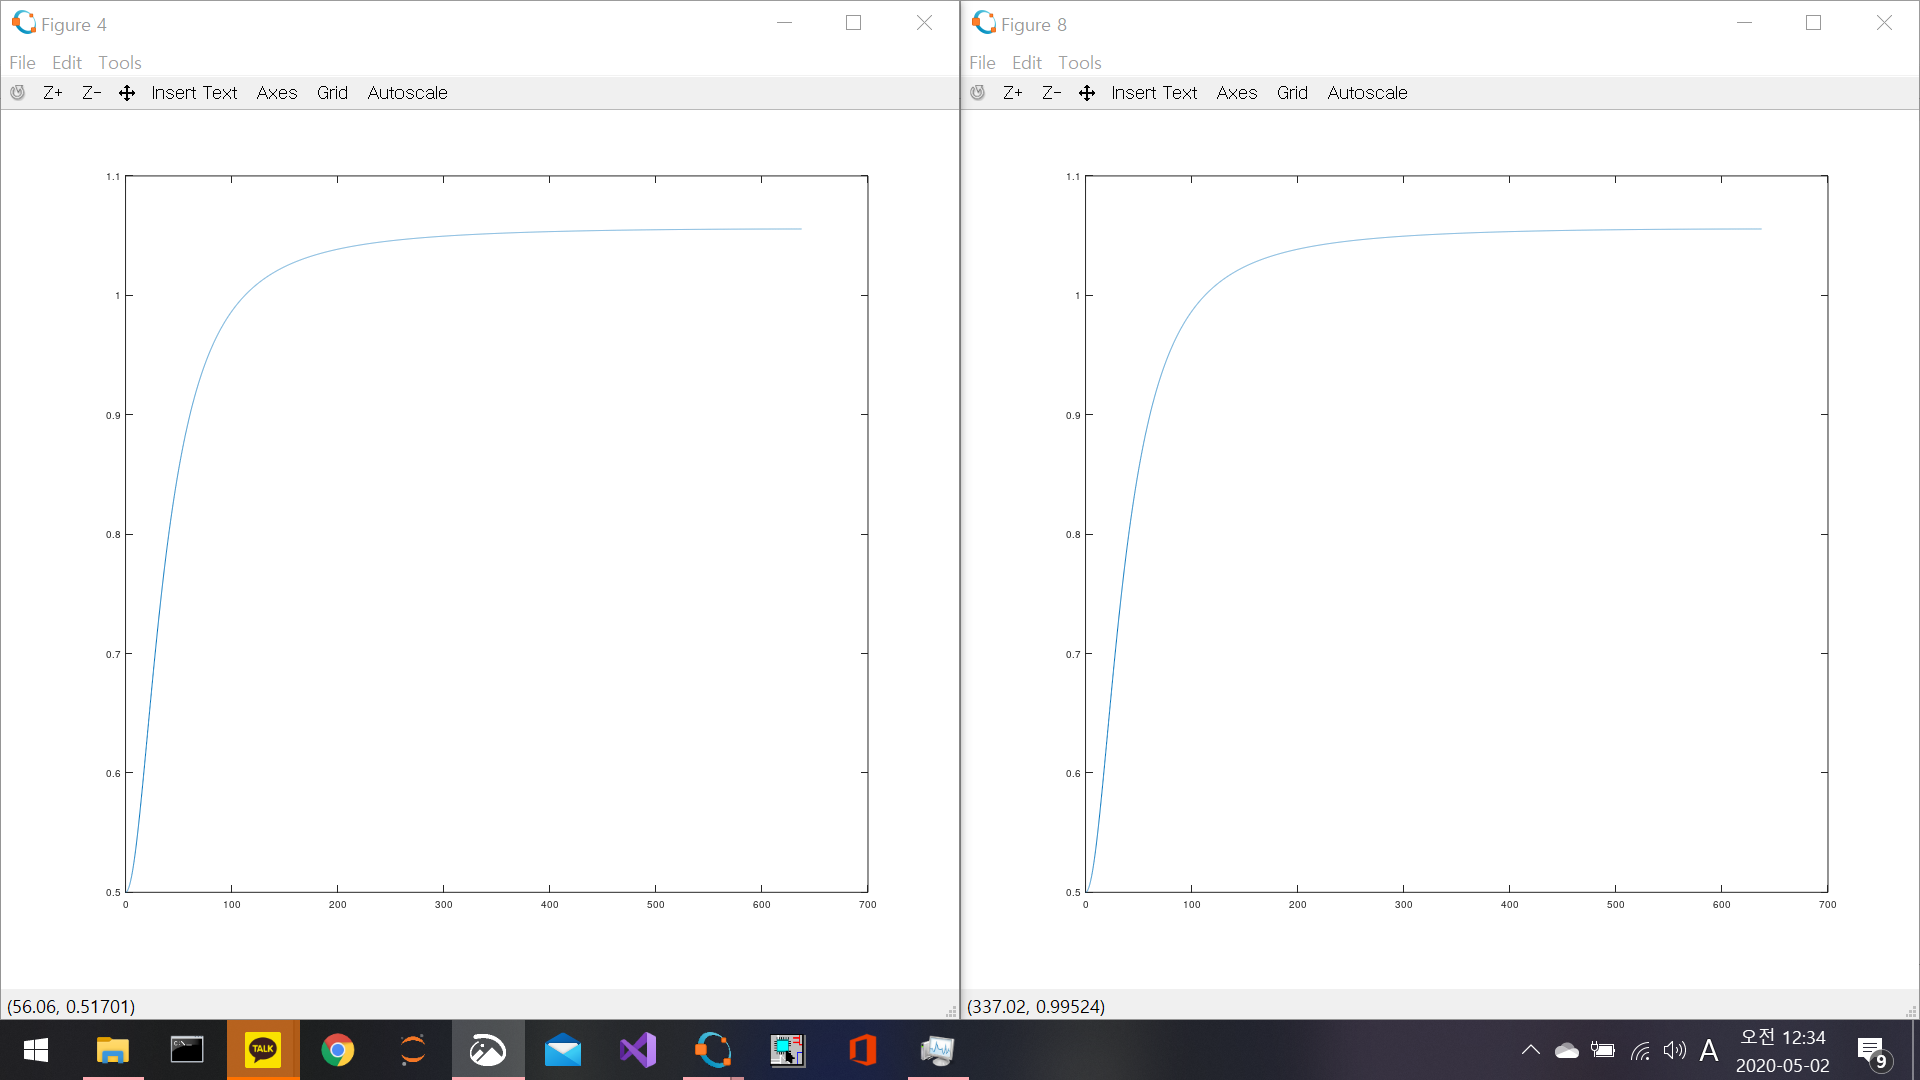 Figure 4
File Edit Tools
Z+ Z- Insert Text Axes Grid Autoscale
1.1
1
0.9
0.8
0.7
0.6
0.5
0 100 200 300 400 500 600 700
(56.06, 0.51701)
Figure 8
File Edit Tools
Z+ Z- Insert Text Axes Grid Autoscale
1.1
1
0.9
0.8
0.7
0.6
0.5
0 100 200 300 400 500 600 700
(337.02, 0.99524)
C:\
TALK
A
오전 12:34
2020-05-02
9